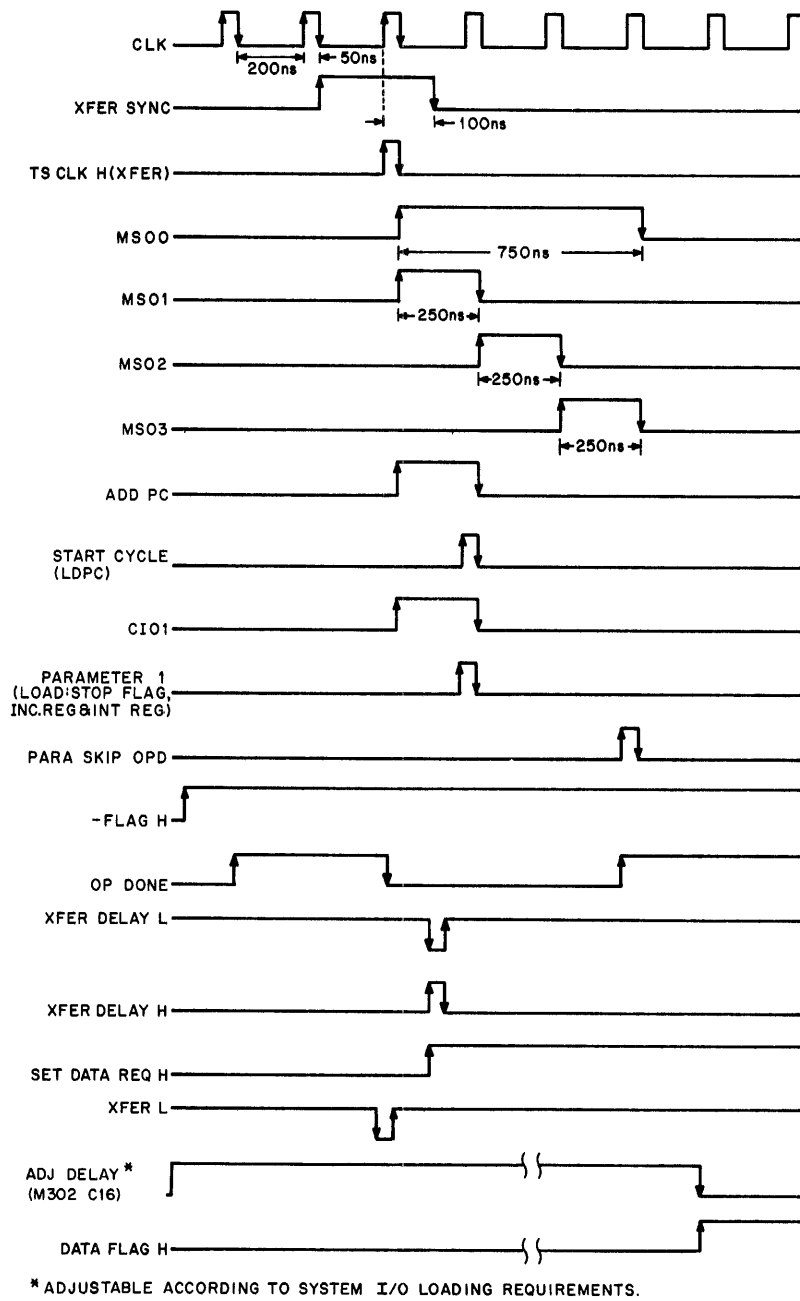 CLK
200ns
50ns
XFER SYNC
100ns
TS CLK H(XFER)
MS00
750ns
MS01
250ns
MS02
250ns
MS03
250ns
ADD PC
START CYCLE
(LDPC)
CI01
PARAMETER 1
(LOAD:STOP FLAG,
INC.REG&INT REG)
PARA SKIP OPD
-FLAG H
OP DONE
XFER DELAY L
XFER DELAY H
SET DATA REQ H
XFER L
ADJ DELAY*
(M302 C16)
DATA FLAG H
*ADJUSTABLE ACCORDING TO SYSTEM I/O LOADING REQUIREMENTS.